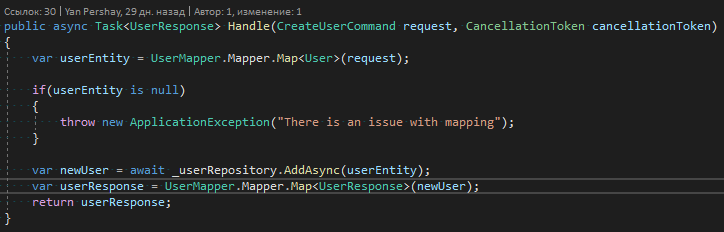 Ссылок: 30 | Yan Pershay, 29 дн. назад | Автор: 1, изменение: 1
public async Task<UserResponse> Handle(CreateUserCommand request, CancellationToken cancellationToken)
{
    var userEntity = UserMapper.Mapper.Map<User>(request);

    if(userEntity is null)
    {
        throw new ApplicationException("There is an issue with mapping");
    }

    var newUser = await _userRepository.AddAsync(userEntity);
    var userResponse = UserMapper.Mapper.Map<UserResponse>(newUser);
    return userResponse;
}